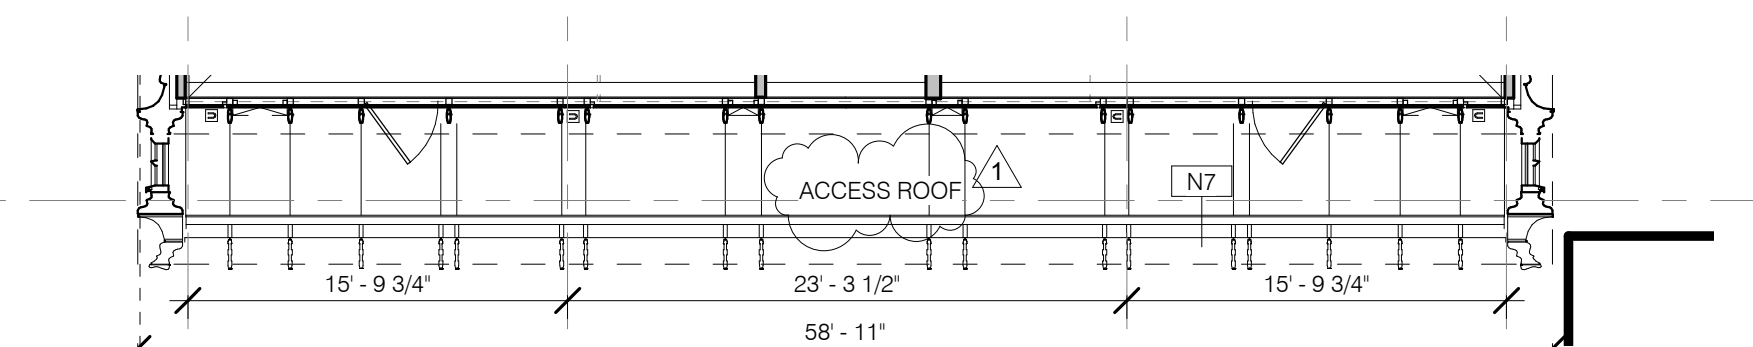 ACCESS ROOF
1
N7
15' - 9 3/4"
23' - 3 1/2"
15' - 9 3/4"
58' - 11"